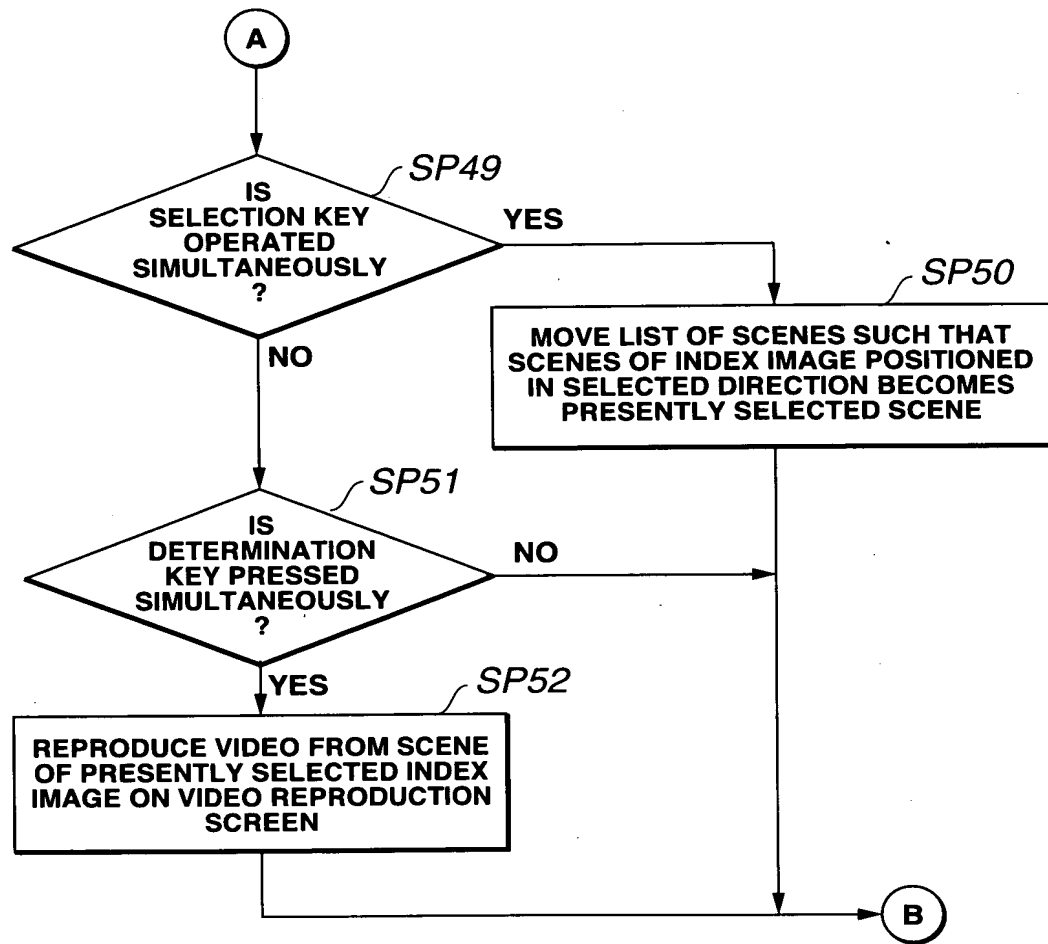 A
SP49
IS
SELECTION KEY
OPERATED
SIMULTANEOUSLY
?
YES
NO
SP50
MOVE LIST OF SCENES SUCH THAT
SCENES OF INDEX IMAGE POSITIONED
IN SELECTED DIRECTION BECOMES
PRESENTLY SELECTED SCENE
SP51
IS
DETERMINATION
KEY PRESSED
SIMULTANEOUSLY
?
NO
YES
SP52
REPRODUCE VIDEO FROM SCENE
OF PRESENTLY SELECTED INDEX
IMAGE ON VIDEO REPRODUCTION
SCREEN
B